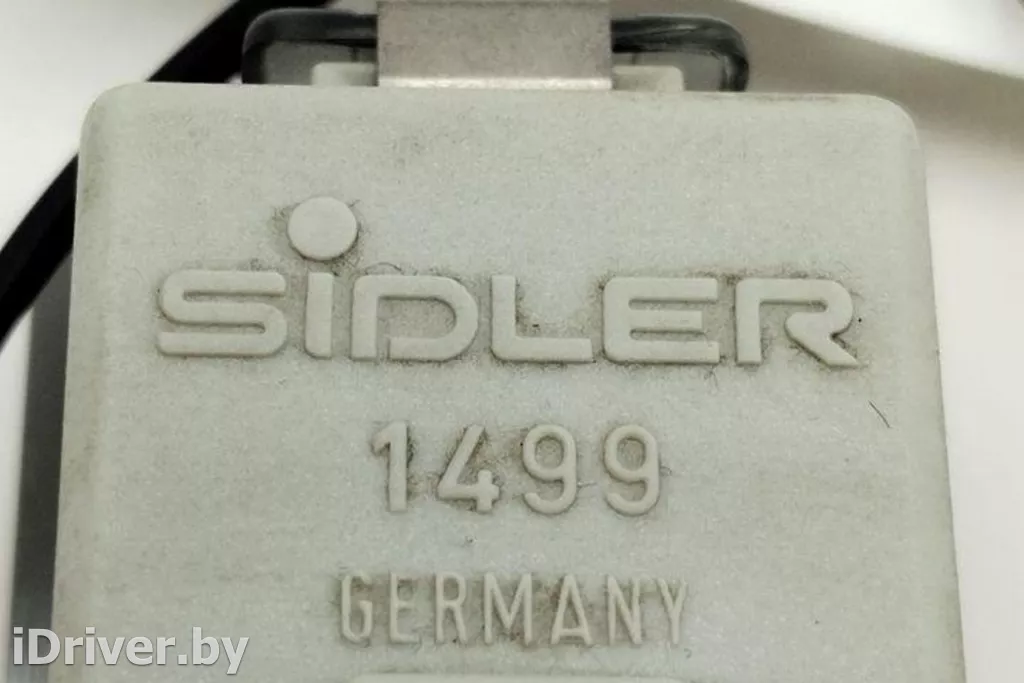 SiDLER
1499
GERMANY
iDriver.by